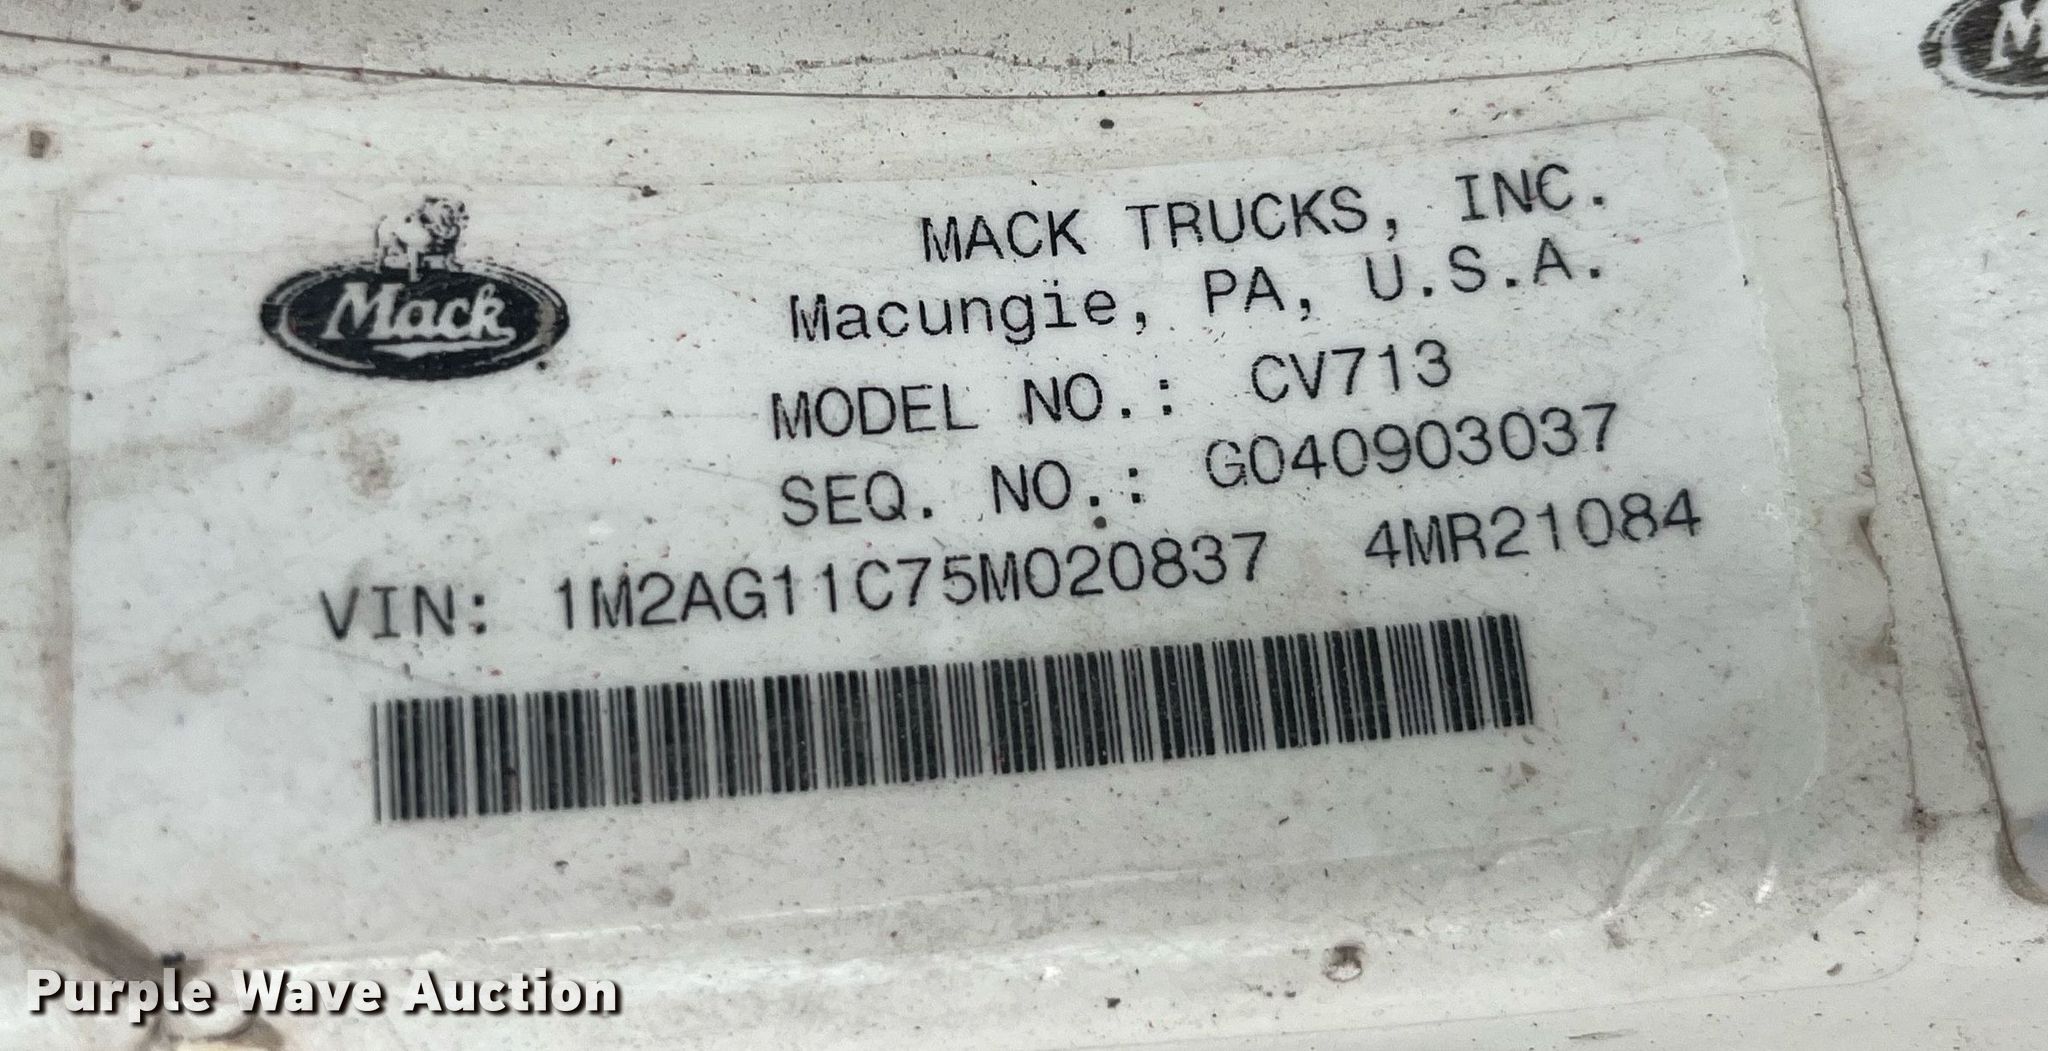 Mack
MACK TRUCKS, INC.
Macungie, PA, U.S.A.
MODEL NO.: CV713
SEQ. NO.: G040903037
VIN: 1M2AG11C75M020837 4MR21084
Purple Wave Auction